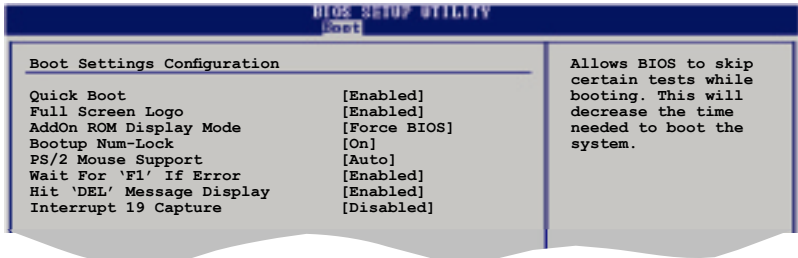 BIOS SETUP UTILITY
Boot
Boot Settings Configuration
Quick Boot [Enabled]
Full Screen Logo [Enabled]
AddOn ROM Display Mode [Force BIOS]
Bootup Num-Lock [On]
PS/2 Mouse Support [Auto]
Wait For ‘F1’ If Error [Enabled]
Hit ‘DEL’ Message Display [Enabled]
Interrupt 19 Capture [Disabled]
Allows BIOS to skip
certain tests while
booting. This will
decrease the time
needed to boot the
system.